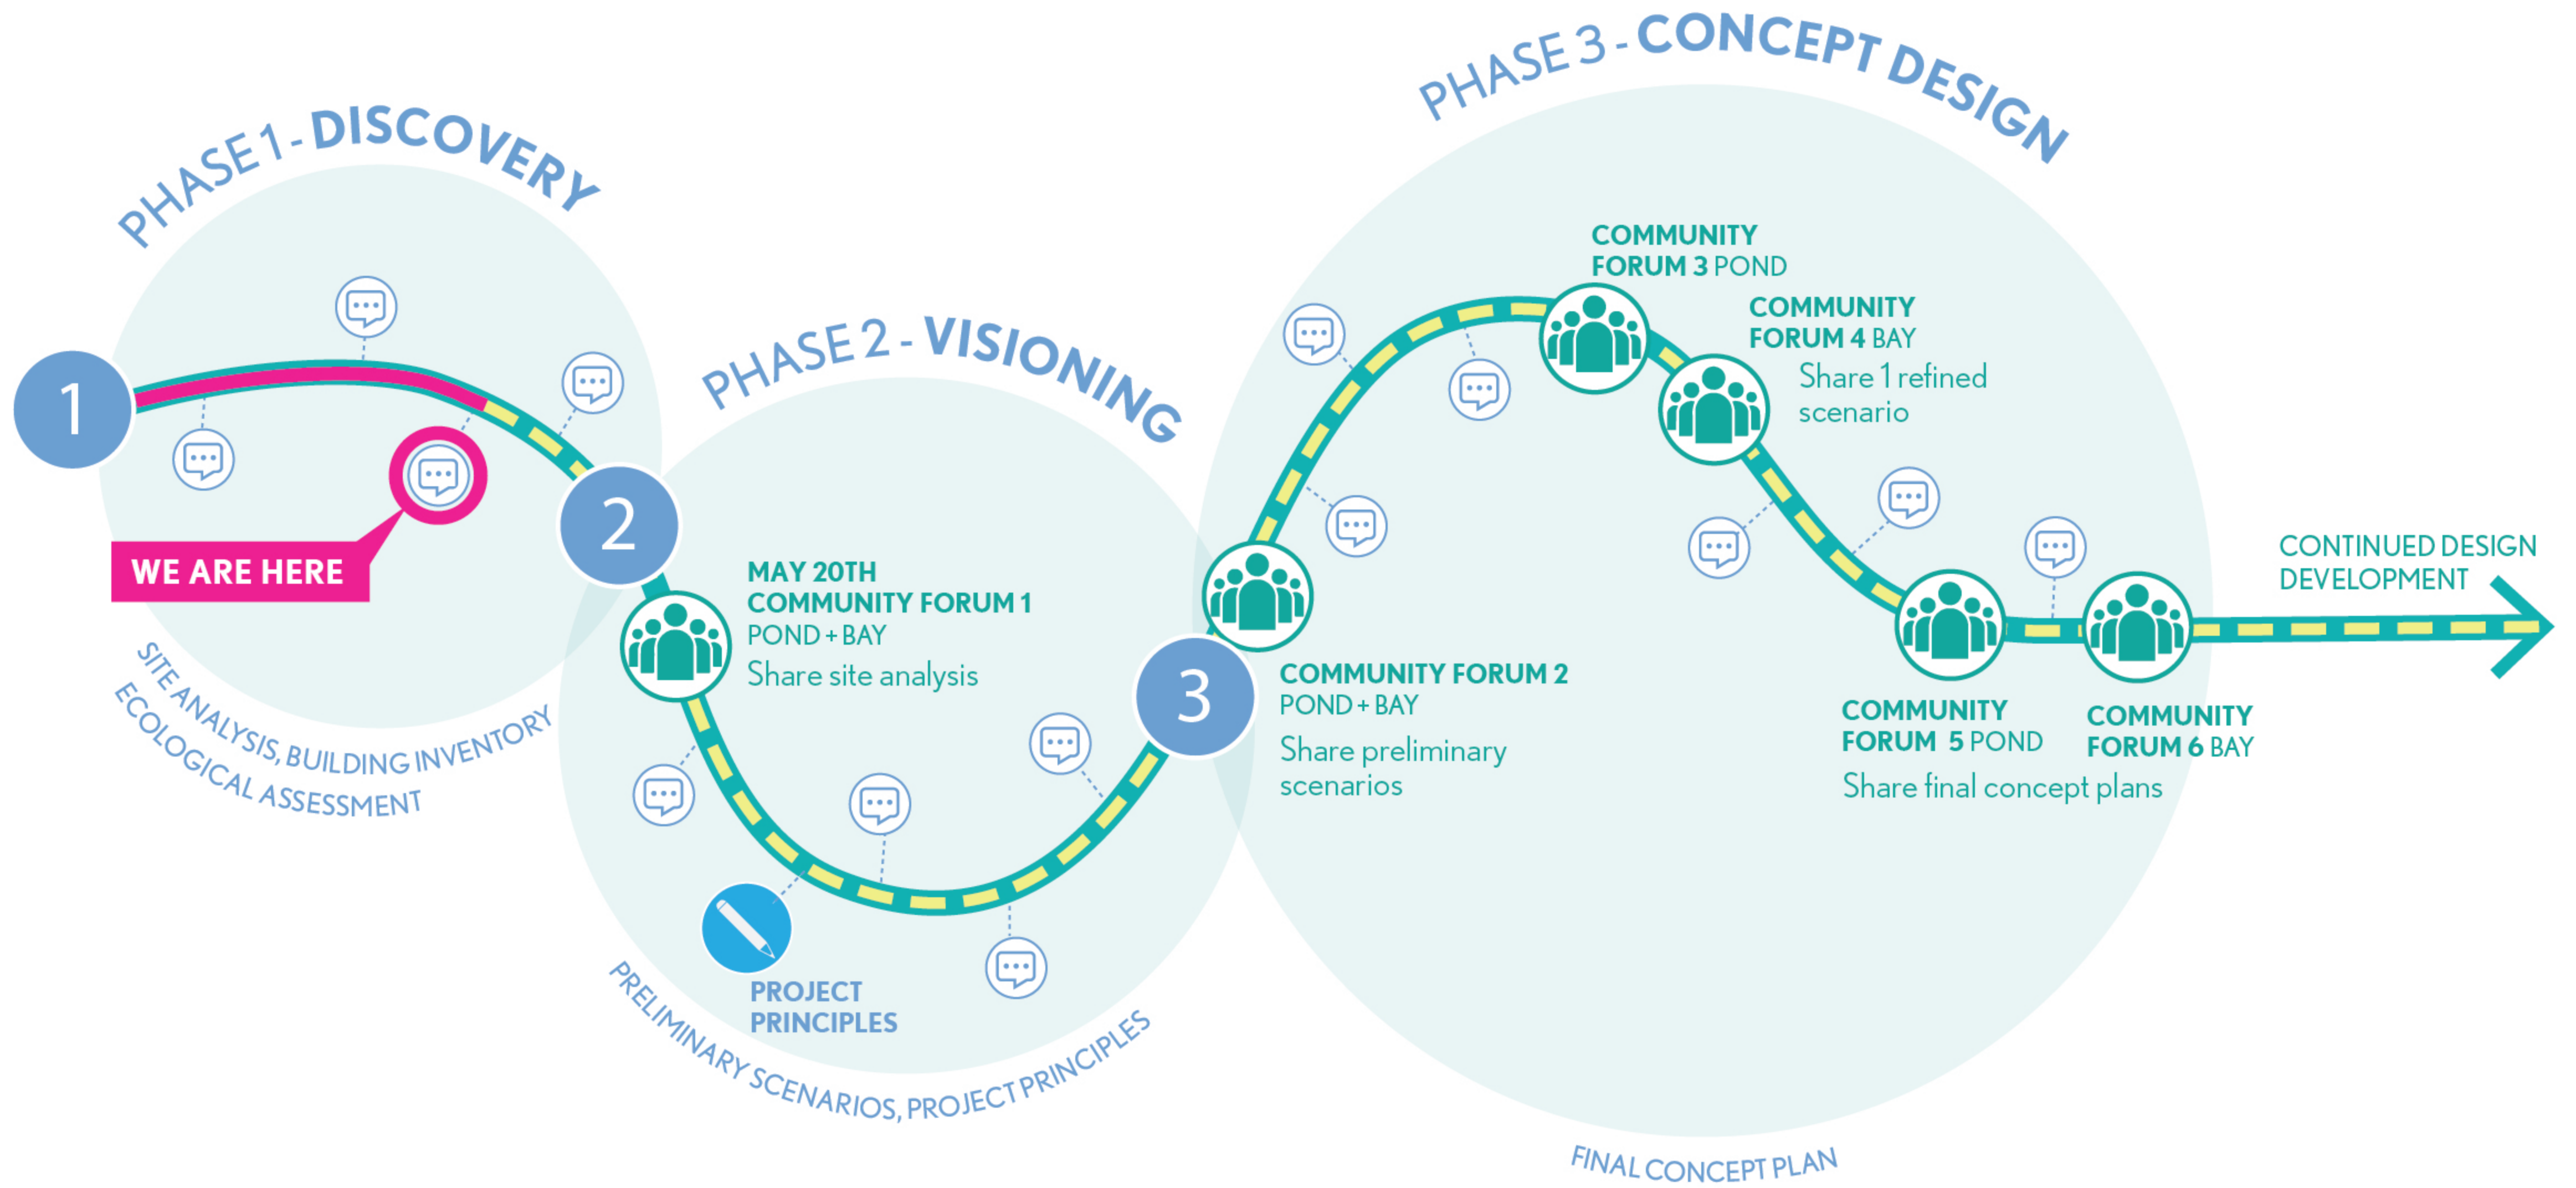 PHASE 1 - DISCOVERY
1
WE ARE HERE
SITE ANALYSIS, BUILDING INVENTORY
ECOLOGICAL ASSESSMENT
PHASE 2 - VISIONING
2
MAY 20TH
COMMUNITY FORUM 1
POND + BAY
Share site analysis
PROJECT
PRINCIPLES
PRELIMINARY SCENARIOS, PROJECT PRINCIPLES
PHASE 3 - CONCEPT DESIGN
3
COMMUNITY FORUM 2
POND + BAY
Share preliminary
scenarios
COMMUNITY
FORUM 3 POND
COMMUNITY
FORUM 4 BAY
Share 1 refined
scenario
COMMUNITY
FORUM 5 POND
COMMUNITY
FORUM 6 BAY
Share final concept plans
CONTINUED DESIGN
DEVELOPMENT
FINAL CONCEPT PLAN